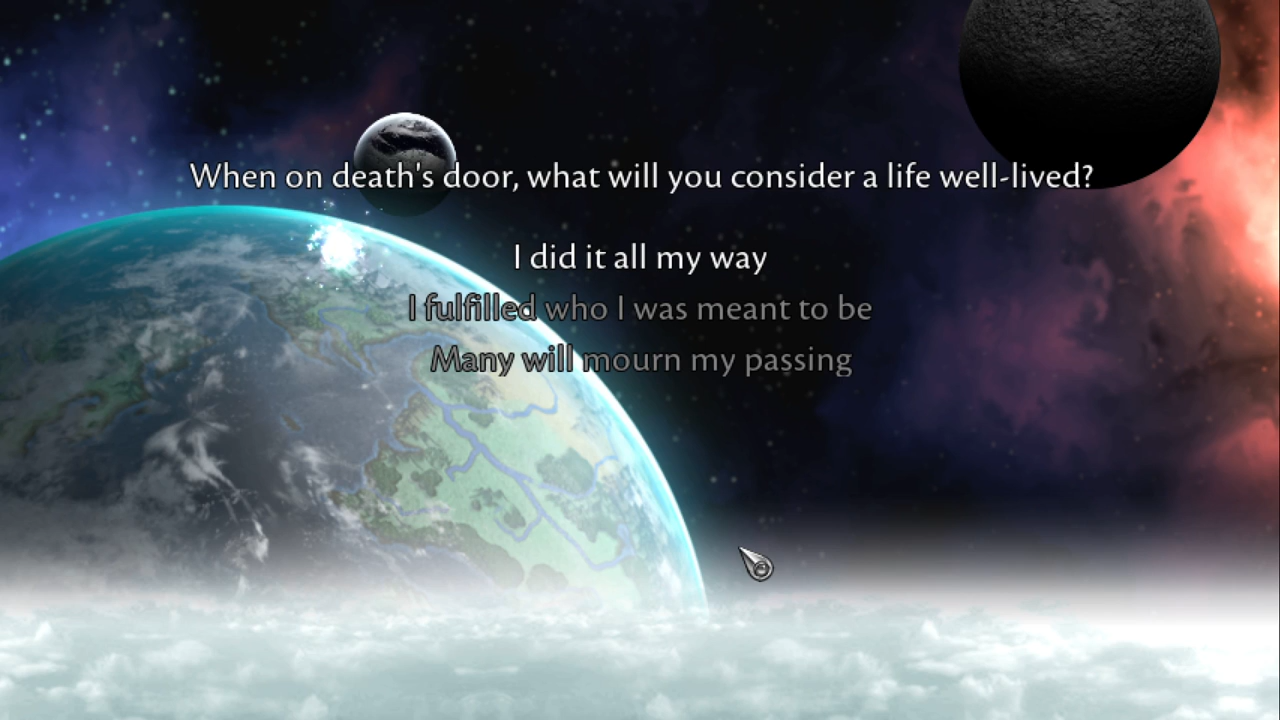 When on death's door, what will you consider a life well-lived?
I did it all my way
I fulfilled who I was meant to be
Many will mourn my passing